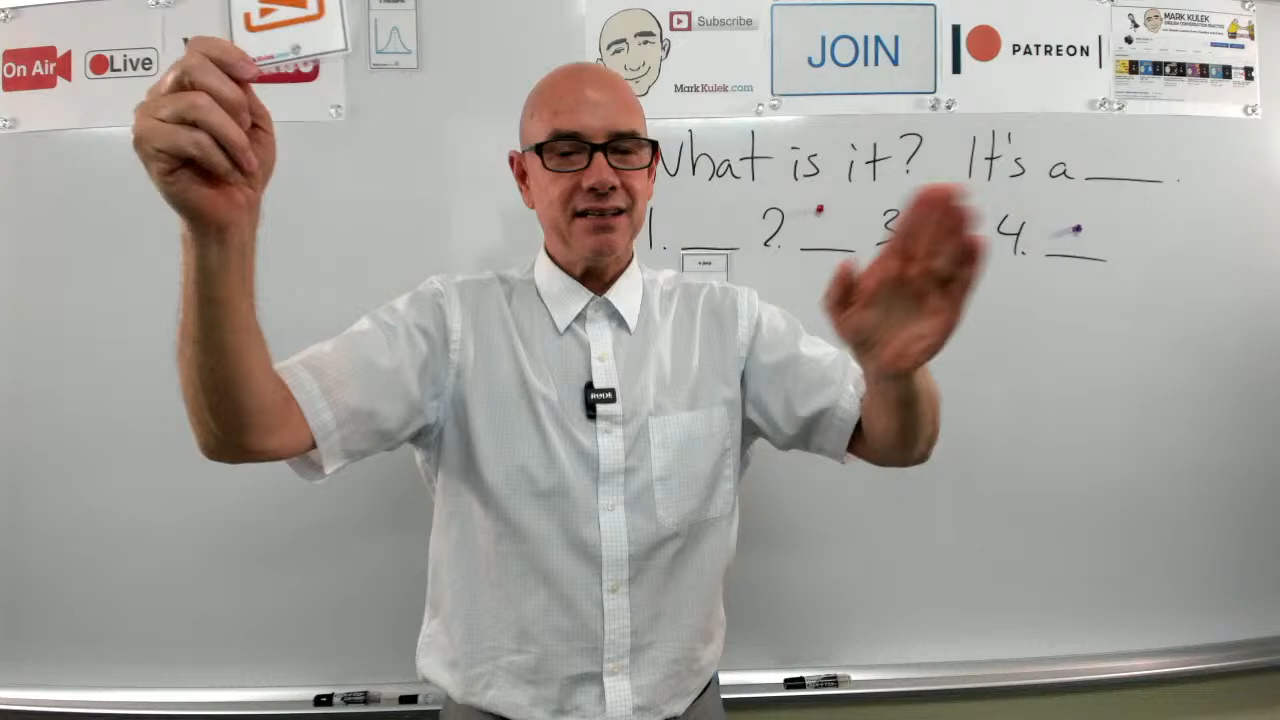 On Air
Live
Subscribe
MarkKulek.com
JOIN
PATREON
MARK KULEK
What is it? It's a ___.
1. ___ 2. ___ 3 4. ___
RODE